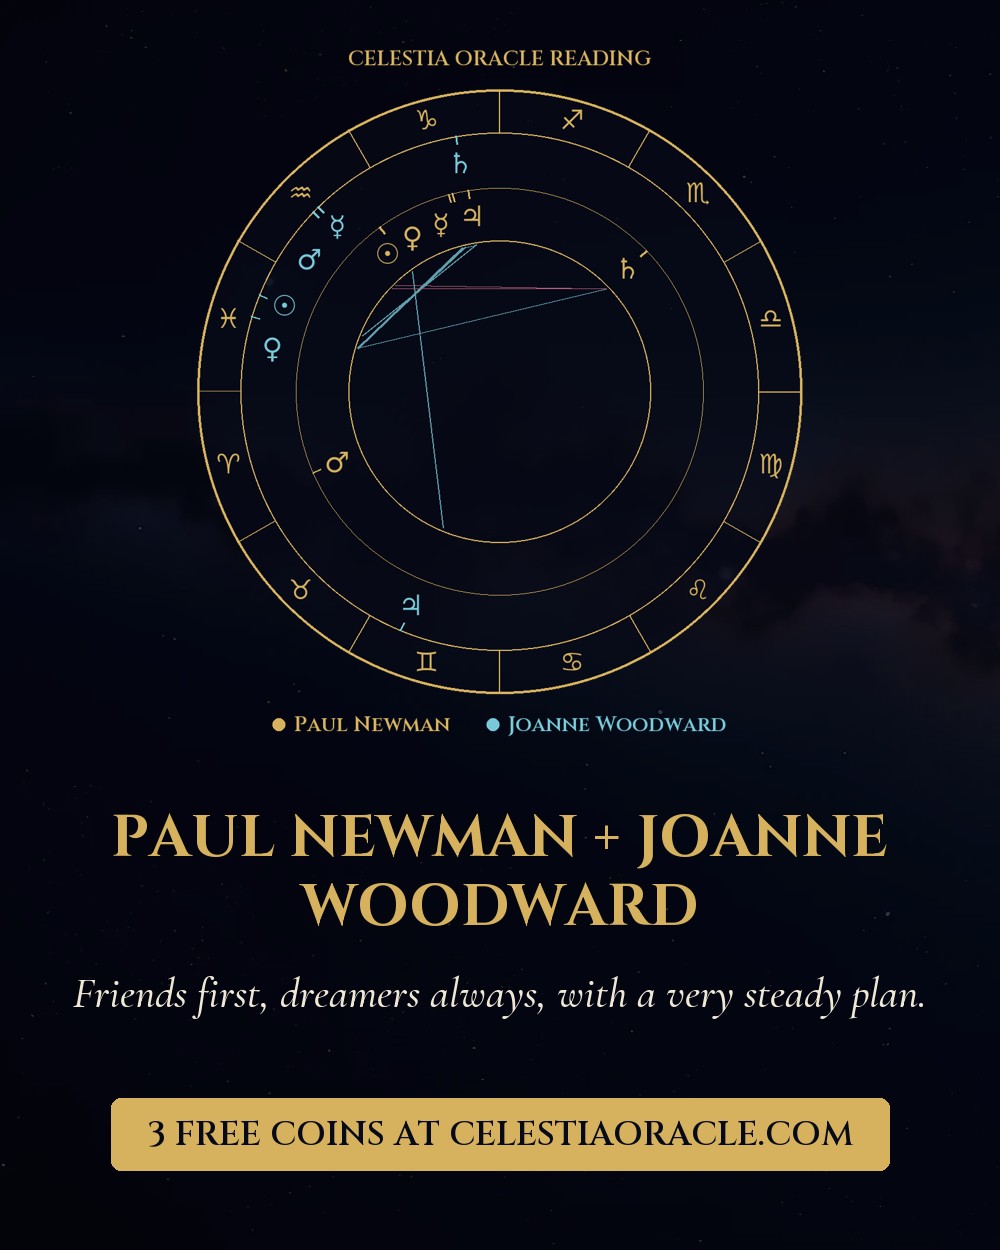 CELESTIA ORACLE READING
PAUL NEWMAN
JOANNE WOODWARD
PAUL NEWMAN + JOANNE
WOODWARD
Friends first, dreamers always, with a very steady plan.
3 FREE COINS AT CELESTIAORACLE.COM